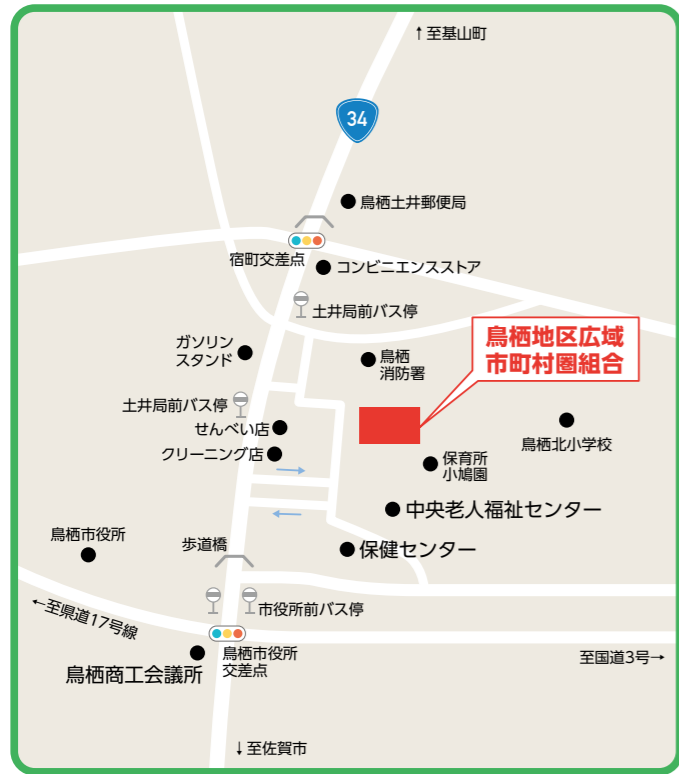 ↑至基山町
34
鳥栖土井郵便局
宿町交差点
コンビニエンスストア
土井局前バス停
ガソリン
スタンド
鳥栖
消防署
鳥栖地区広域
市町村圏組合
土井局前バス停
せんべい店
クリーニング店
鳥栖北小学校
保育所
小鳩園
中央老人福祉センター
鳥栖市役所
歩道橋
保健センター
←至県道17号線
市役所前バス停
鳥栖市役所
交差点
鳥栖商工会議所
至国道3号→
↓至佐賀市